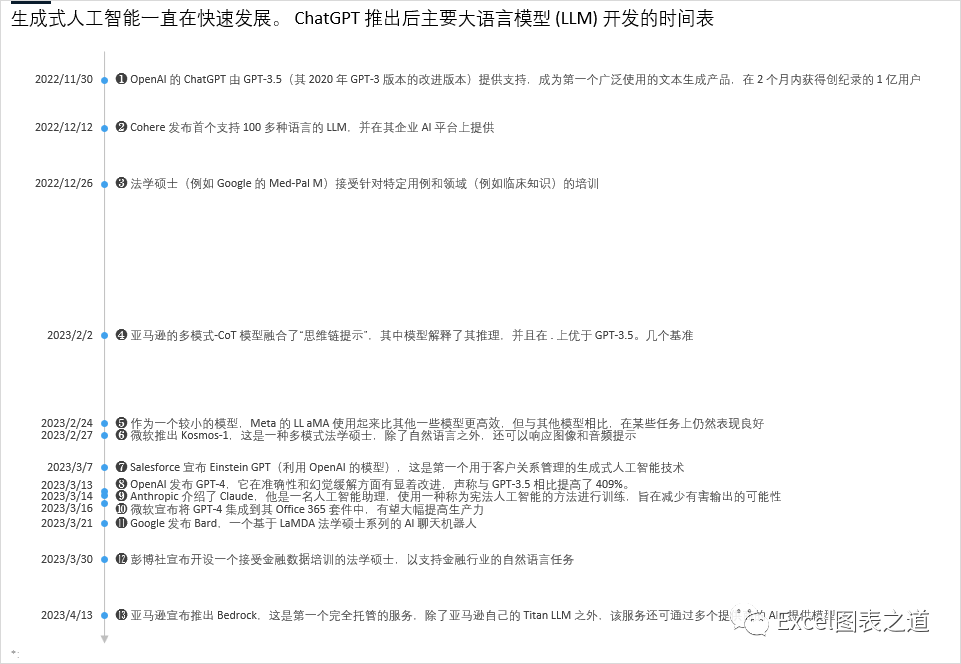 生成式人工智能一直在快速发展。 ChatGPT 推出后主要大语言模型 (LLM) 开发的时间表
2022/11/30 ❶ OpenAI 的 ChatGPT 由 GPT-3.5（其 2020 年 GPT-3 版本的改进版本）提供支持，成为第一个广泛使用的文本生成产品，在 2 个月内获得创纪录的 1 亿用户
2022/12/12 ❷ Cohere 发布首个支持 100 多种语言的 LLM，并在其企业 AI 平台上提供
2022/12/26 ❸ 法学硕士（例如 Google 的 Med-Pal M）接受针对特定用例和领域（例如临床知识）的培训
2023/2/2 ❹ 亚马逊的多模式-CoT 模型融合了“思维链提示”，其中模型解释了其推理，并且在 . 上优于 GPT-3.5。几个基准
2023/2/24 ❺ 作为一个较小的模型，Meta 的 LL aMA 使用起来比其他一些模型更高效，但与其他模型相比，在某些任务上仍然表现良好
2023/2/27 ❻ 微软推出 Kosmos-1，这是一种多模式法学硕士，除了自然语言之外，还可以响应图像和音频提示
2023/3/7 ❼ Salesforce 宣布 Einstein GPT（利用 OpenAI 的模型），这是第一个用于客户关系管理的生成式人工智能技术
2023/3/13 ❽ OpenAI 发布 GPT-4，它在准确性和幻觉缓解方面有显着改进，声称与 GPT-3.5 相比提高了 409%。
2023/3/14 ❾ Anthropic 介绍了 Claude，他是一名人工智能助理，使用一种称为宪法人工智能的方法进行训练，旨在减少有害输出的可能性
2023/3/16 ❿ 微软宣布将 GPT-4 集成到其 Office 365 套件中，有望大幅提高生产力
2023/3/21 ⓫ Google 发布 Bard，一个基于 LaMDA 法学硕士系列的 AI 聊天机器人
2023/3/30 ⓬ 彭博社宣布开设一个接受金融数据培训的法学硕士，以支持金融行业的自然语言任务
2023/4/13 ⓭ 亚马逊宣布推出 Bedrock，这是第一个完全托管的服务，除了亚马逊自己的 Titan LLM 之外，该服务还可通过多个提
Excel图表之道
*: